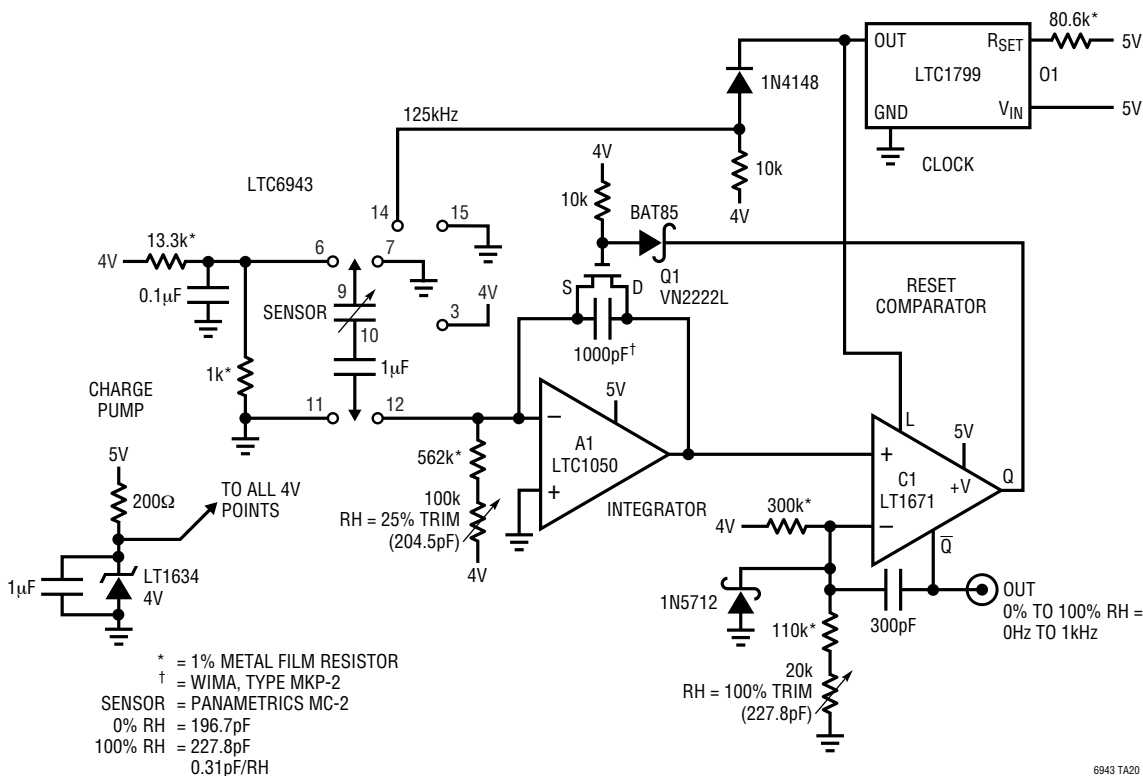 80.6k*
OUT
RSET
5V
LTC1799
O1
1N4148
GND
VIN
5V
125kHz
CLOCK
4V
10k
LTC6943
10k
BAT85
4V
14
15
13.3k*
6
7
4V
Q1
VN2222L
S
D
0.1µF
9
SENSOR
10
4V
3
RESET
COMPARATOR
1000pF†
1µF
1k*
CHARGE
PUMP
11
12
5V
L
–
A1
LTC1050
+
INTEGRATOR
5V
+
C1
LT1671
+V
–
Q
Q̅
562k*
100k
RH = 25% TRIM
(204.5pF)
4V
5V
200Ω
TO ALL 4V
POINTS
300k*
4V
1µF
LT1634
4V
1N5712
300pF
OUT
0% TO 100% RH =
0Hz TO 1kHz
110k*
20k
RH = 100% TRIM
(227.8pF)
* = 1% METAL FILM RESISTOR
† = WIMA, TYPE MKP-2
SENSOR = PANAMETRICS MC-2
0% RH = 196.7pF
100% RH = 227.8pF
0.31pF/RH
6943 TA20